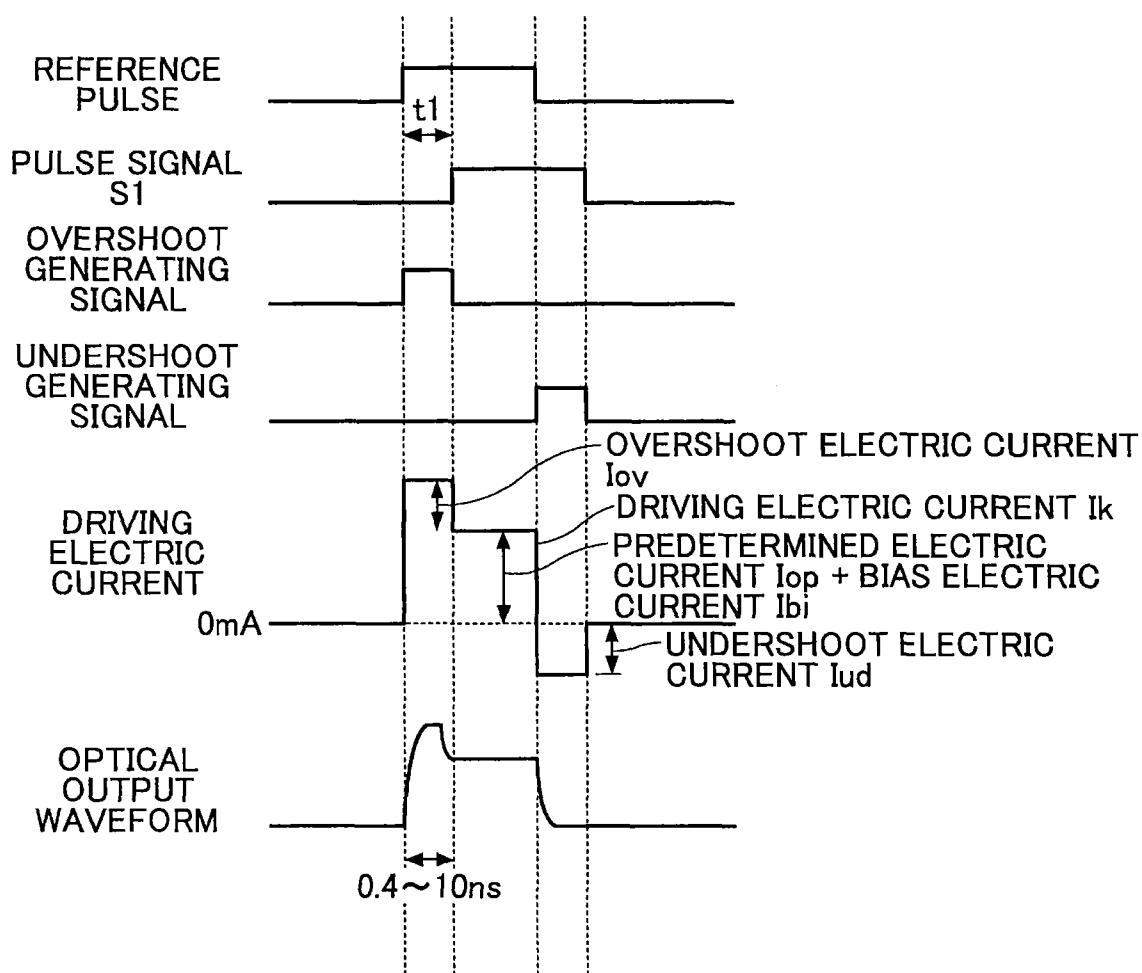 REFERENCE
PULSE
t1
PULSE SIGNAL
S1
OVERSHOOT
GENERATING
SIGNAL
UNDERSHOOT
GENERATING
SIGNAL
OVERSHOOT ELECTRIC CURRENT
Iov
DRIVING ELECTRIC CURRENT Ik
PREDETERMINED ELECTRIC
CURRENT Iop + BIAS ELECTRIC
CURRENT Ibi
DRIVING
ELECTRIC
CURRENT
0mA
UNDERSHOOT ELECTRIC
CURRENT Iud
OPTICAL
OUTPUT
WAVEFORM
0.4～10ns